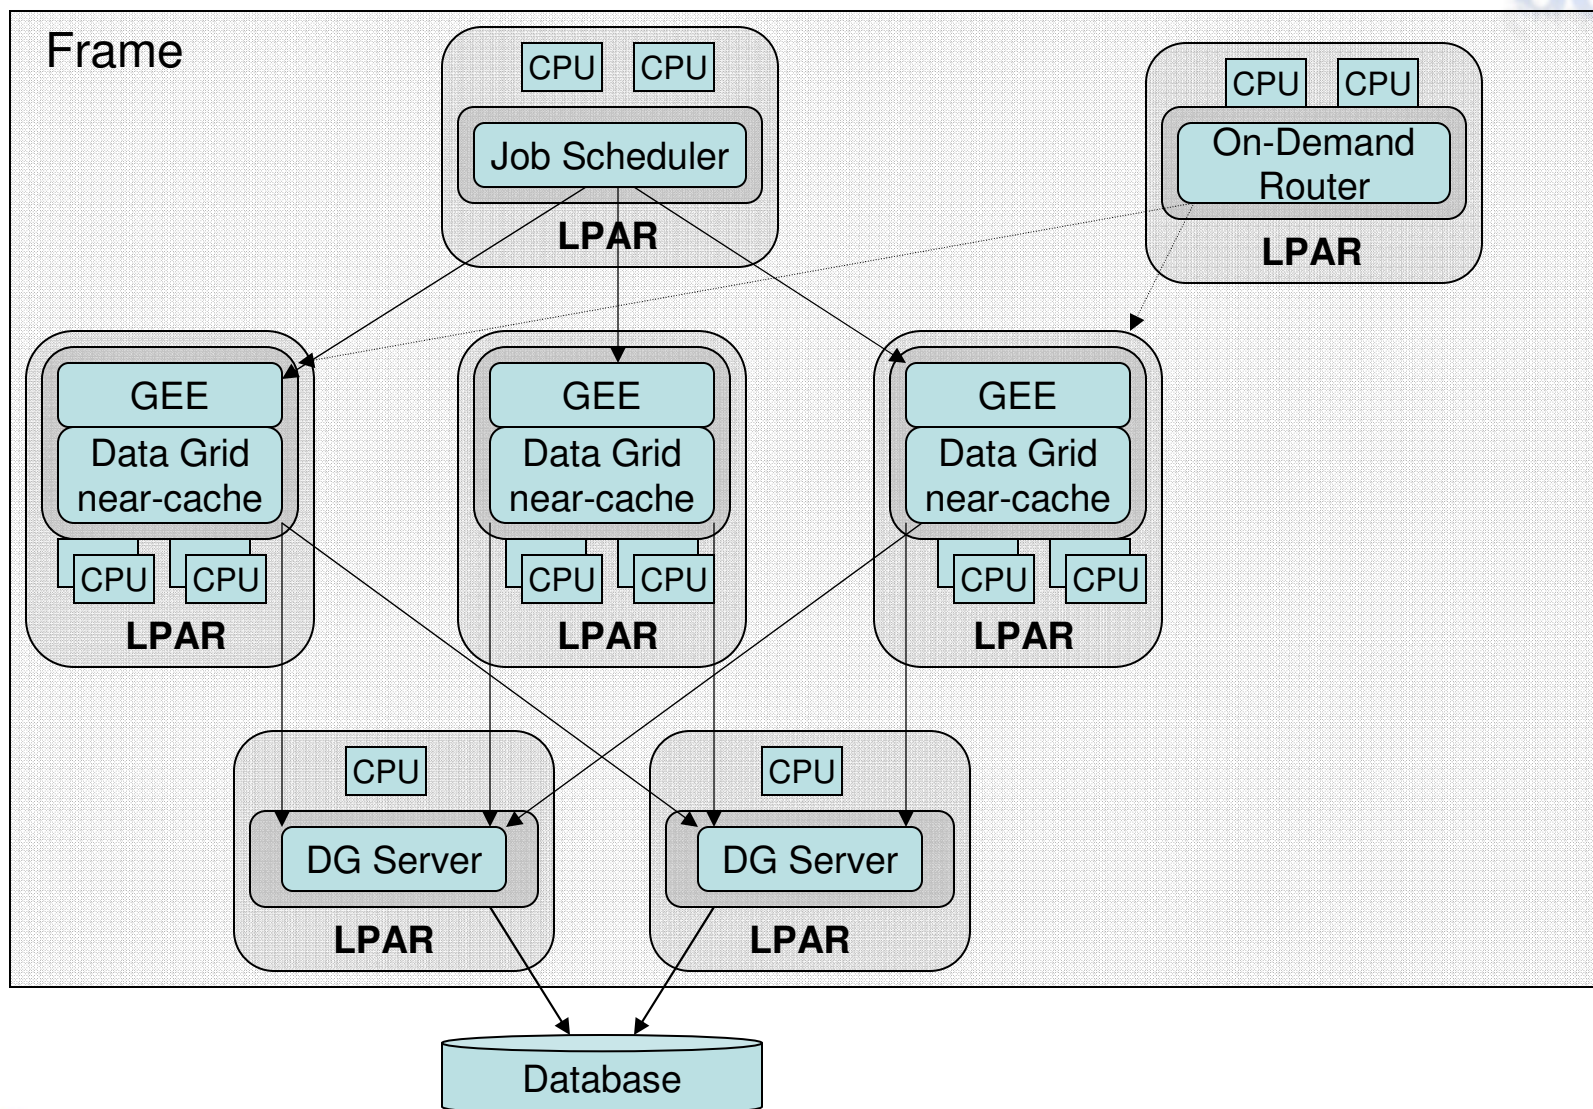 Frame
CPU CPU
Job Scheduler
LPAR
CPU CPU
On-Demand
Router
LPAR
GEE
Data Grid
near-cache
CPU CPU
LPAR
GEE
Data Grid
near-cache
CPU CPU
LPAR
GEE
Data Grid
near-cache
CPU CPU
LPAR
CPU
DG Server
LPAR
CPU
DG Server
LPAR
Database